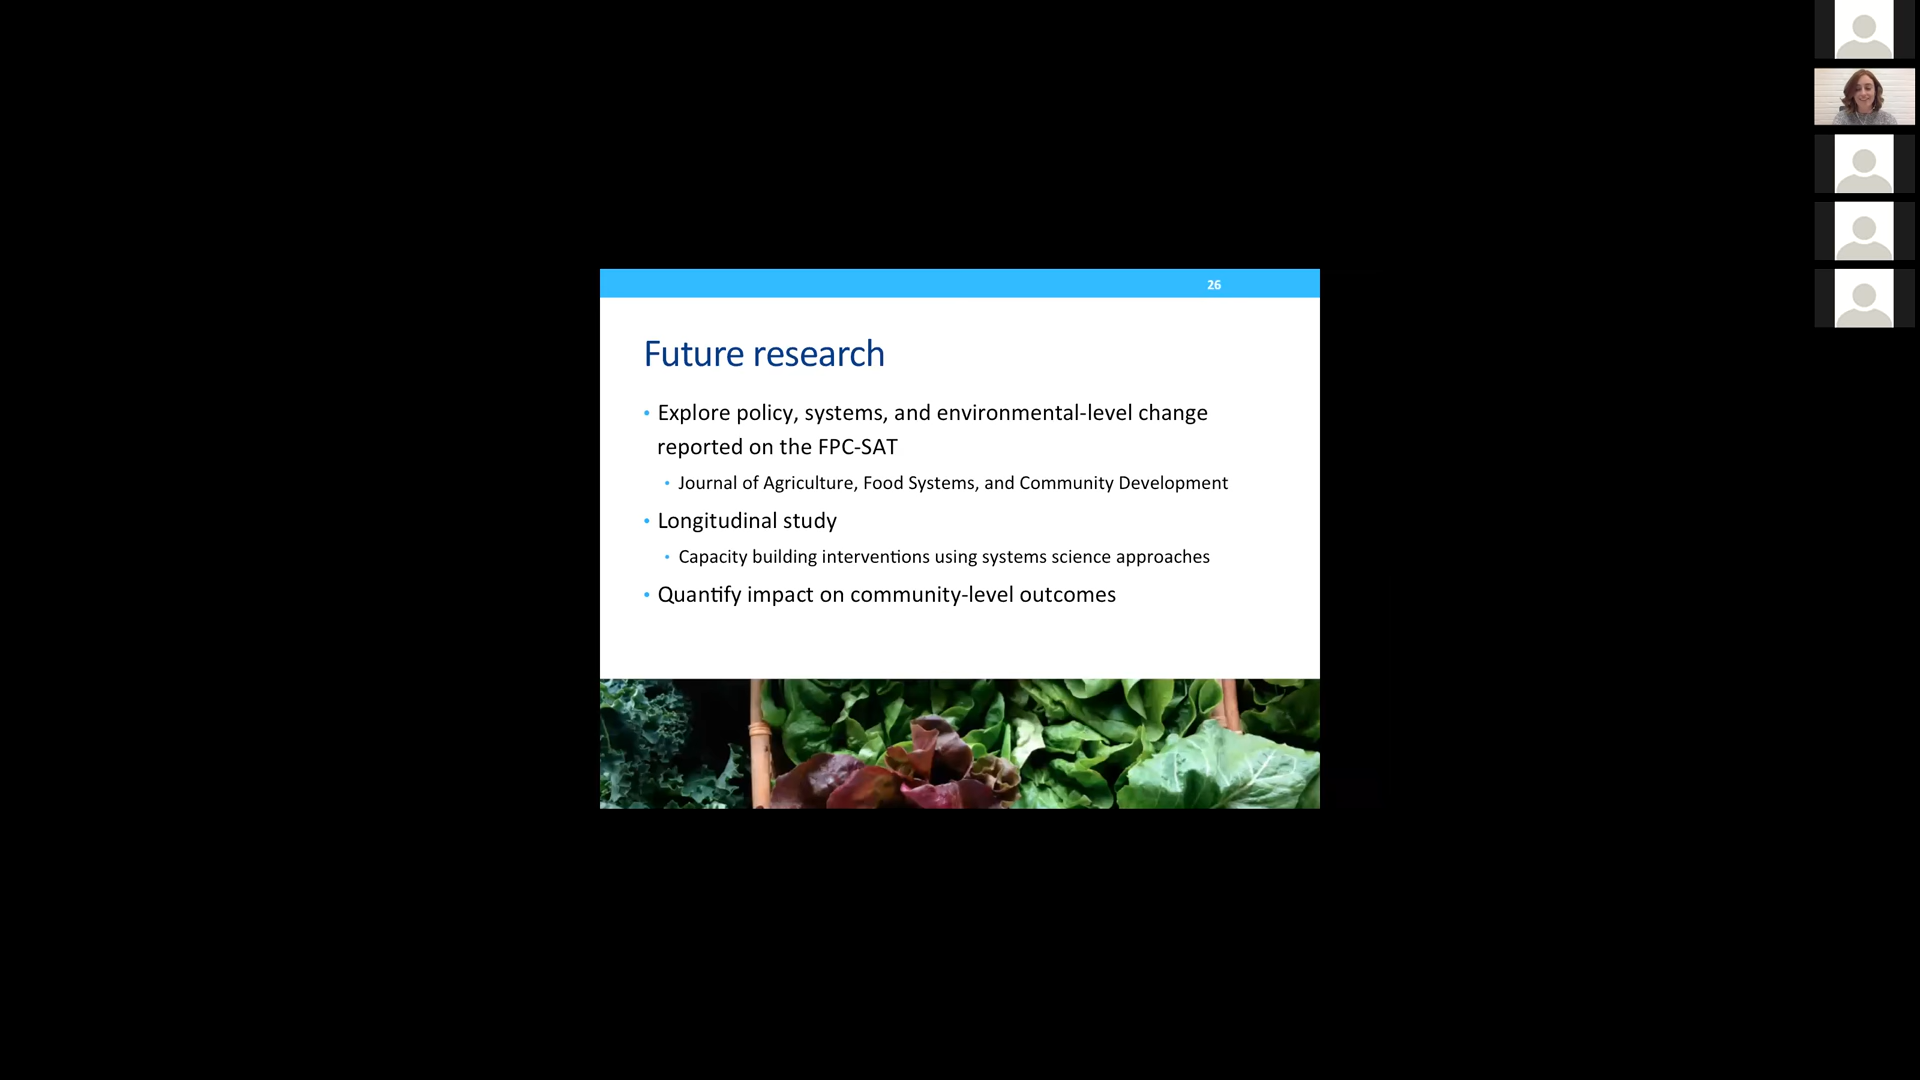 26
Future research
• Explore policy, systems, and environmental-level change
reported on the FPC-SAT
• Journal of Agriculture, Food Systems, and Community Development
• Longitudinal study
• Capacity building interventions using systems science approaches
• Quantify impact on community-level outcomes